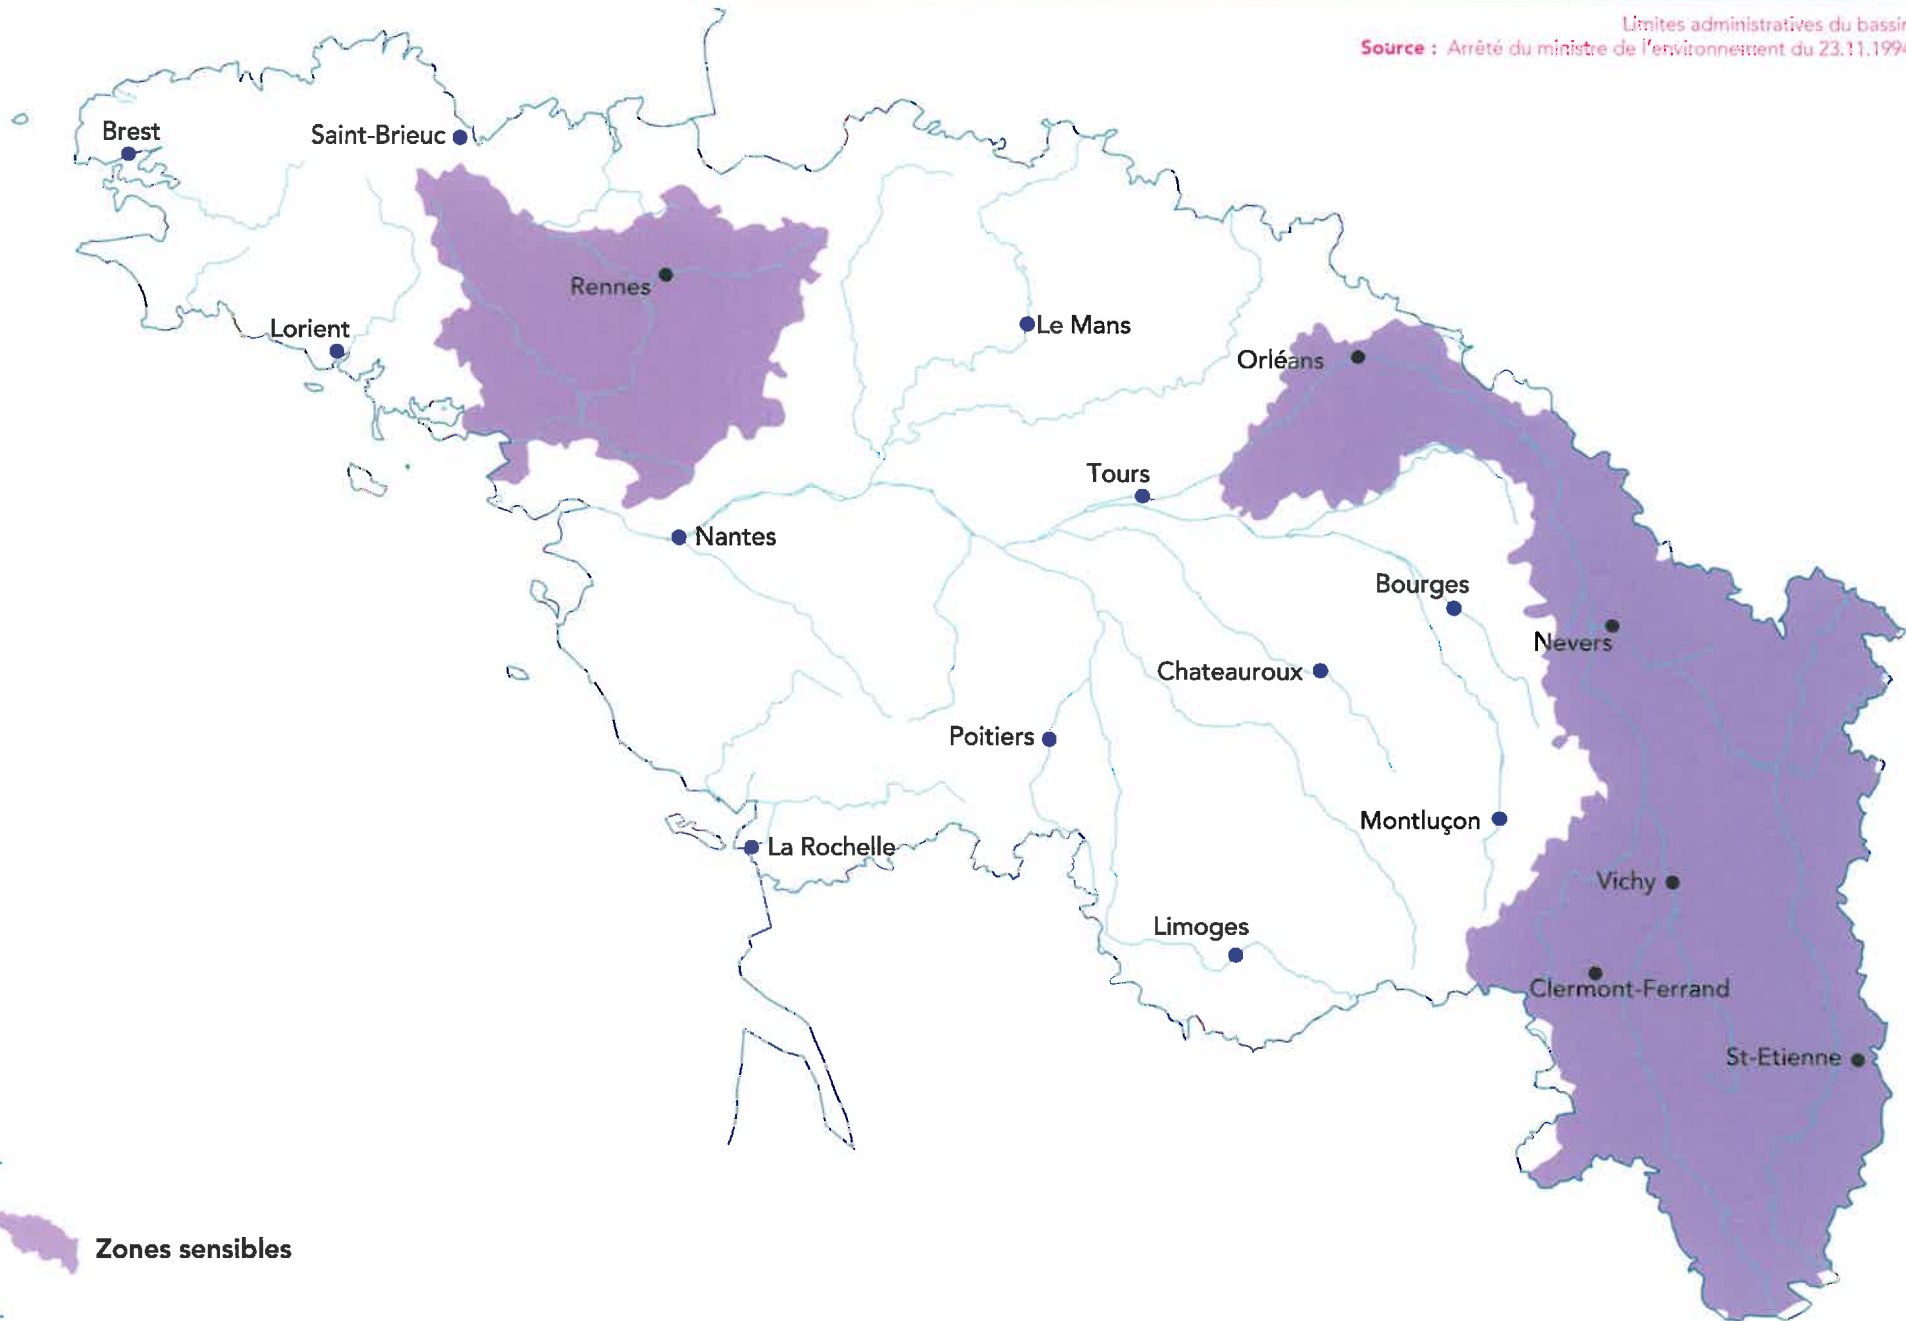 Limites administratives du bassin
Source : Arrêté du ministre de l'environnement du 23.11.1994
Brest
Saint-Brieuc
Rennes
Lorient
Le Mans
Orléans
Tours
Nantes
Bourges
Nevers
Chateauroux
Poitiers
Montluçon
La Rochelle
Vichy
Limoges
Clermont-Ferrand
St-Etienne
Zones sensibles